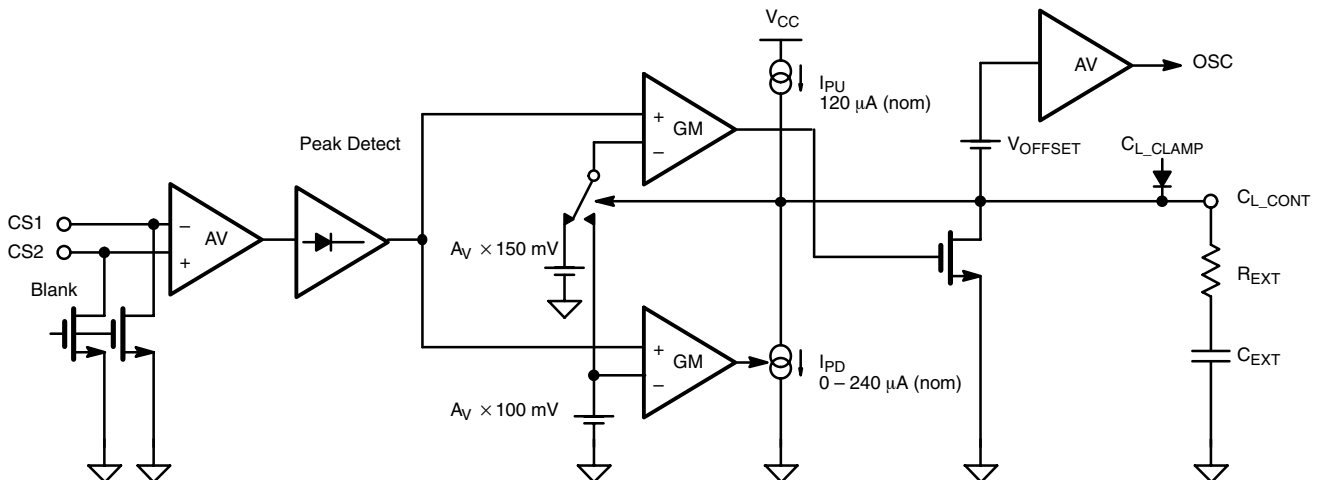 V_CC
I_PU
120 μA (nom)
AV
OSC
Peak Detect
+
GM
–
V_OFFSET
C_L_CLAMP
CS1
CS2
–
AV
+
C_L_CONT
A_V × 150 mV
Blank
R_EXT
+
GM
–
I_PD
0 – 240 μA (nom)
C_EXT
A_V × 100 mV